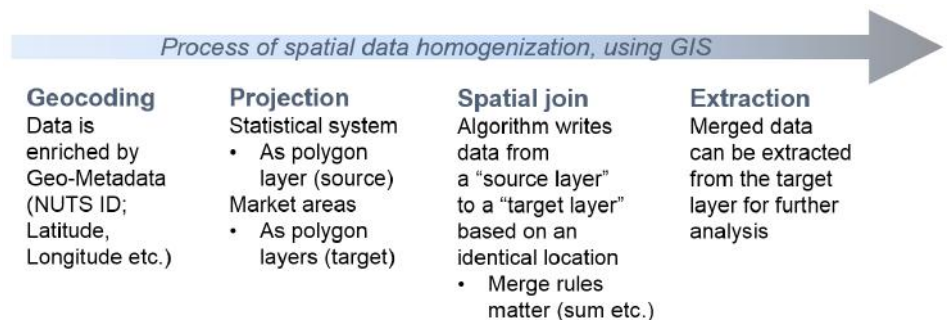 Process of spatial data homogenization, using GIS
Geocoding
Data is
enriched by
Geo-Metadata
(NUTS ID;
Latitude,
Longitude etc.)
Projection
Statistical system
• As polygon
layer (source)
Market areas
• As polygon
layers (target)
Spatial join
Algorithm writes
data from
a “source layer”
to a “target layer”
based on an
identical location
• Merge rules
matter (sum etc.)
Extraction
Merged data
can be extracted
from the target
layer for further
analysis